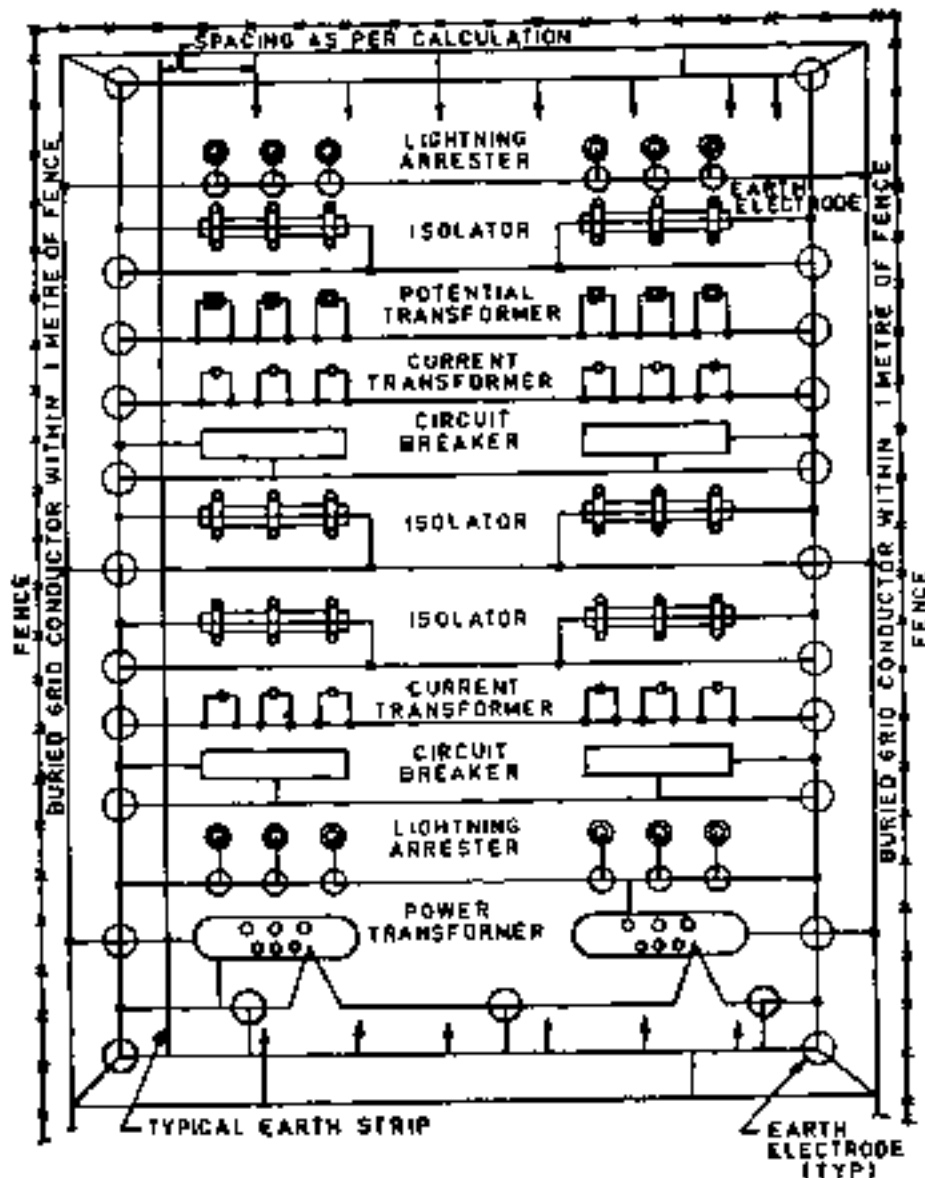 SPACING AS PER CALCULATION
LIGHTNING
ARRESTER
EARTH
ELECTRODE
ISOLATOR
POTENTIAL
TRANSFORMER
CURRENT
TRANSFORMER
CIRCUIT
BREAKER
ISOLATOR
ISOLATOR
CURRENT
TRANSFORMER
CIRCUIT
BREAKER
LIGHTNING
ARRESTER
POWER
TRANSFORMER
FENCE
BURIED GRID CONDUCTOR WITHIN 1 METRE OF FENCE
BURIED GRID CONDUCTOR WITHIN 1 METRE OF FENCE
FENCE
TYPICAL EARTH STRIP
EARTH
ELECTRODE
(TYP)